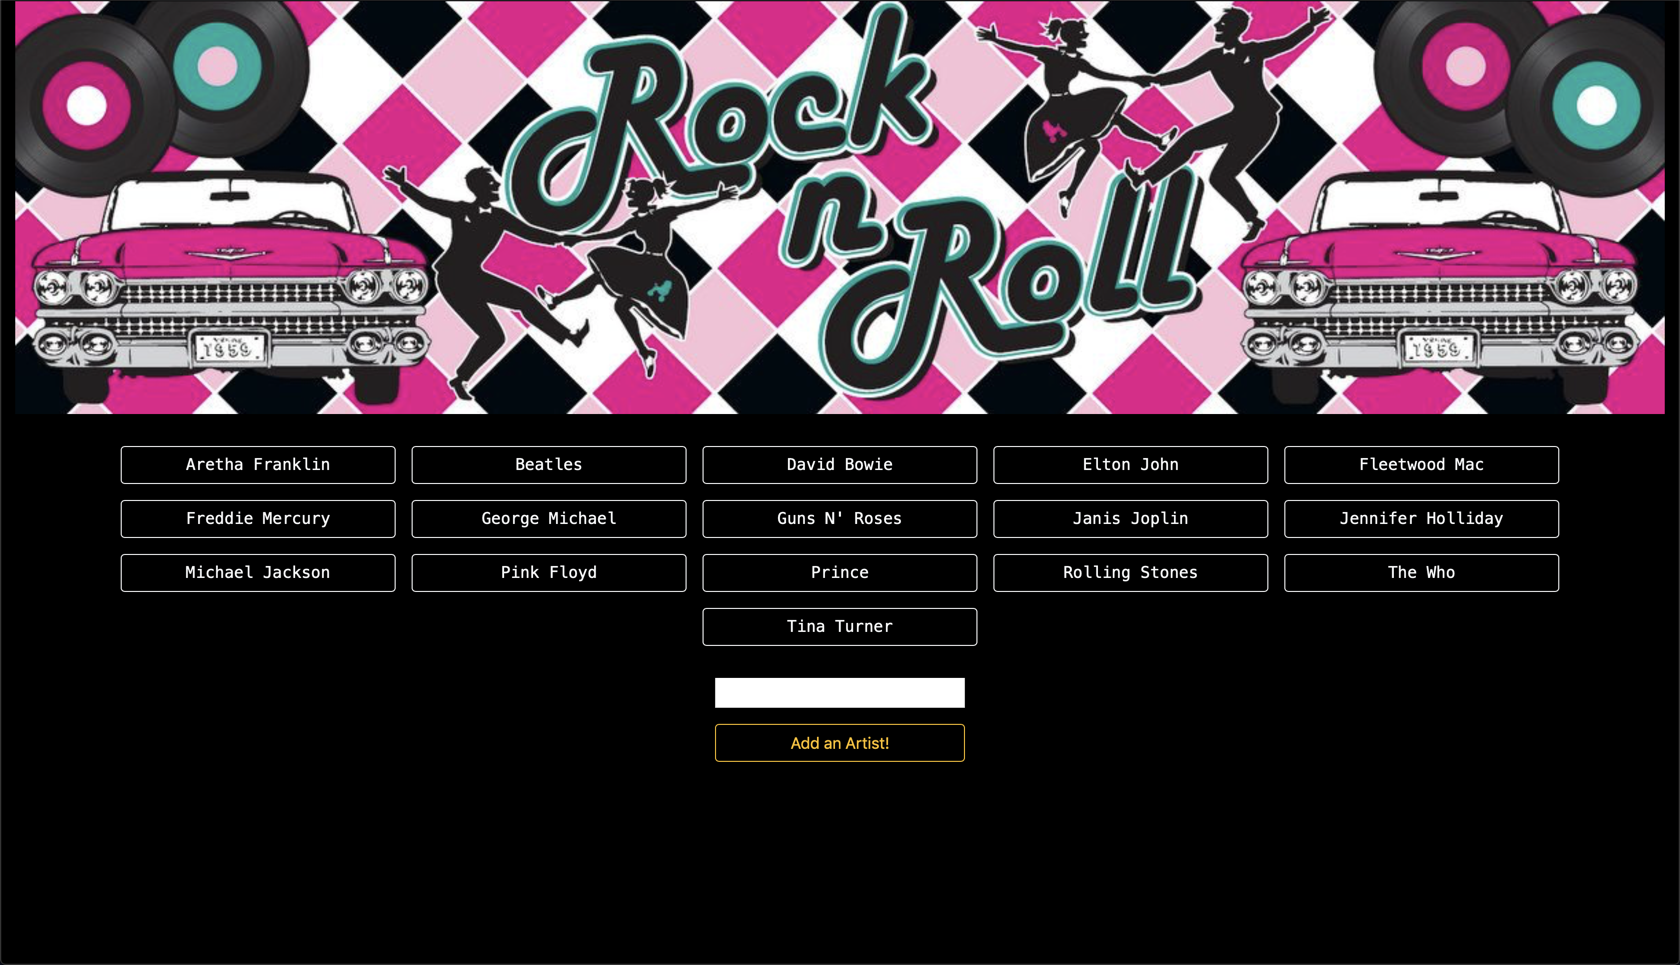 Rock
n
Roll
1959
1959
Aretha Franklin
Beatles
David Bowie
Elton John
Fleetwood Mac
Freddie Mercury
George Michael
Guns N' Roses
Janis Joplin
Jennifer Holliday
Michael Jackson
Pink Floyd
Prince
Rolling Stones
The Who
Tina Turner
Add an Artist!